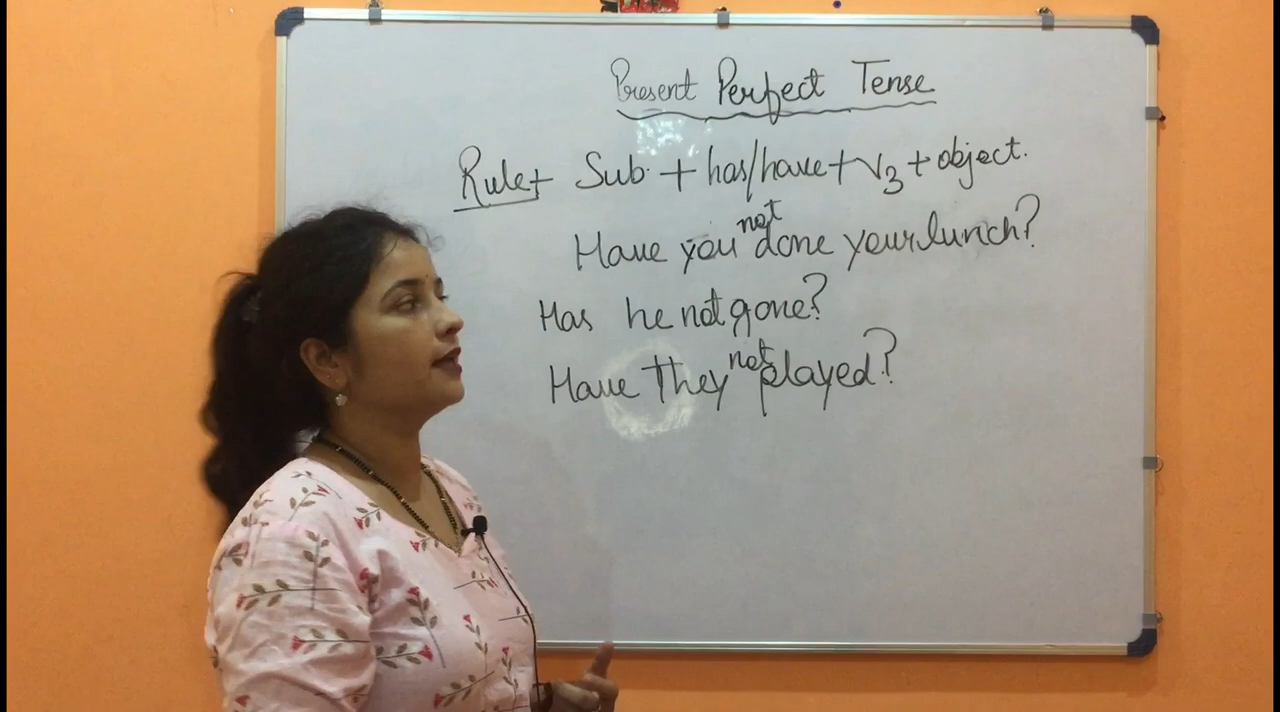 Present Perfect Tense
Rule+ Sub. + has/have + V3 + object.
Have you not done your lunch?
Has he not gone?
Have they not played?